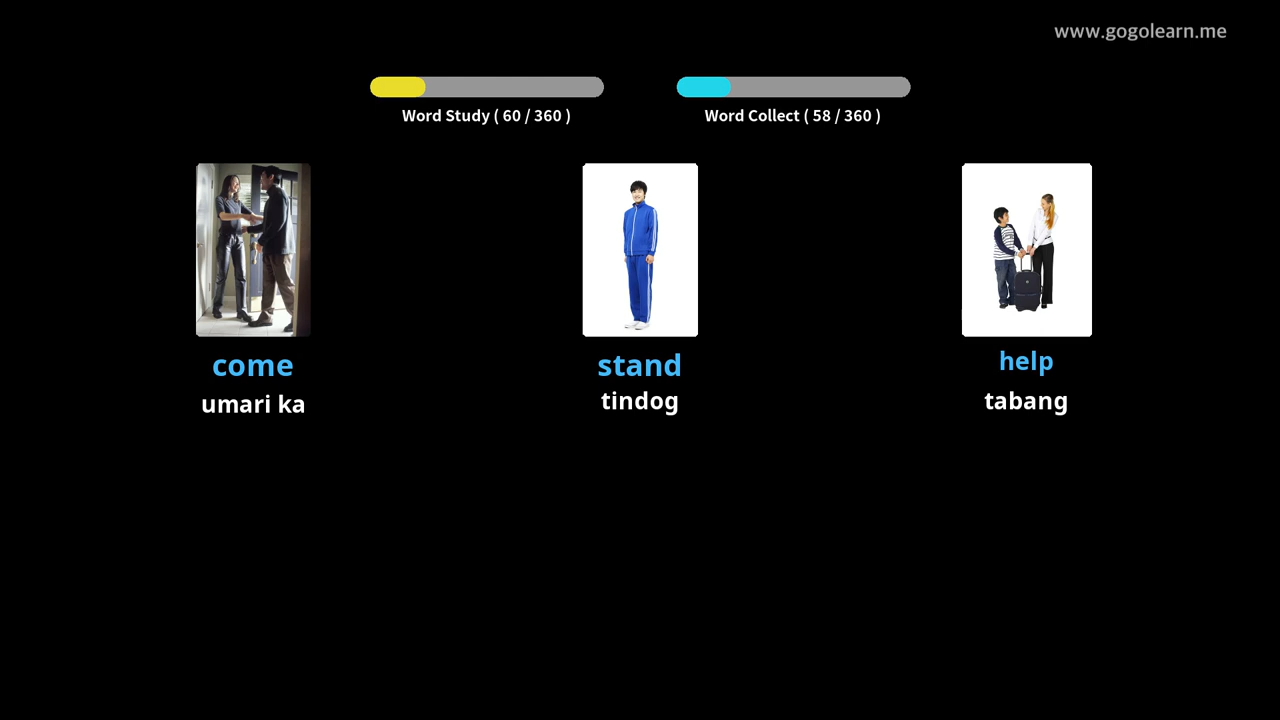 www.gogolearn.me
Word Study ( 60 / 360 )
Word Collect ( 58 / 360 )
come
umari ka
stand
tindog
help
tabang